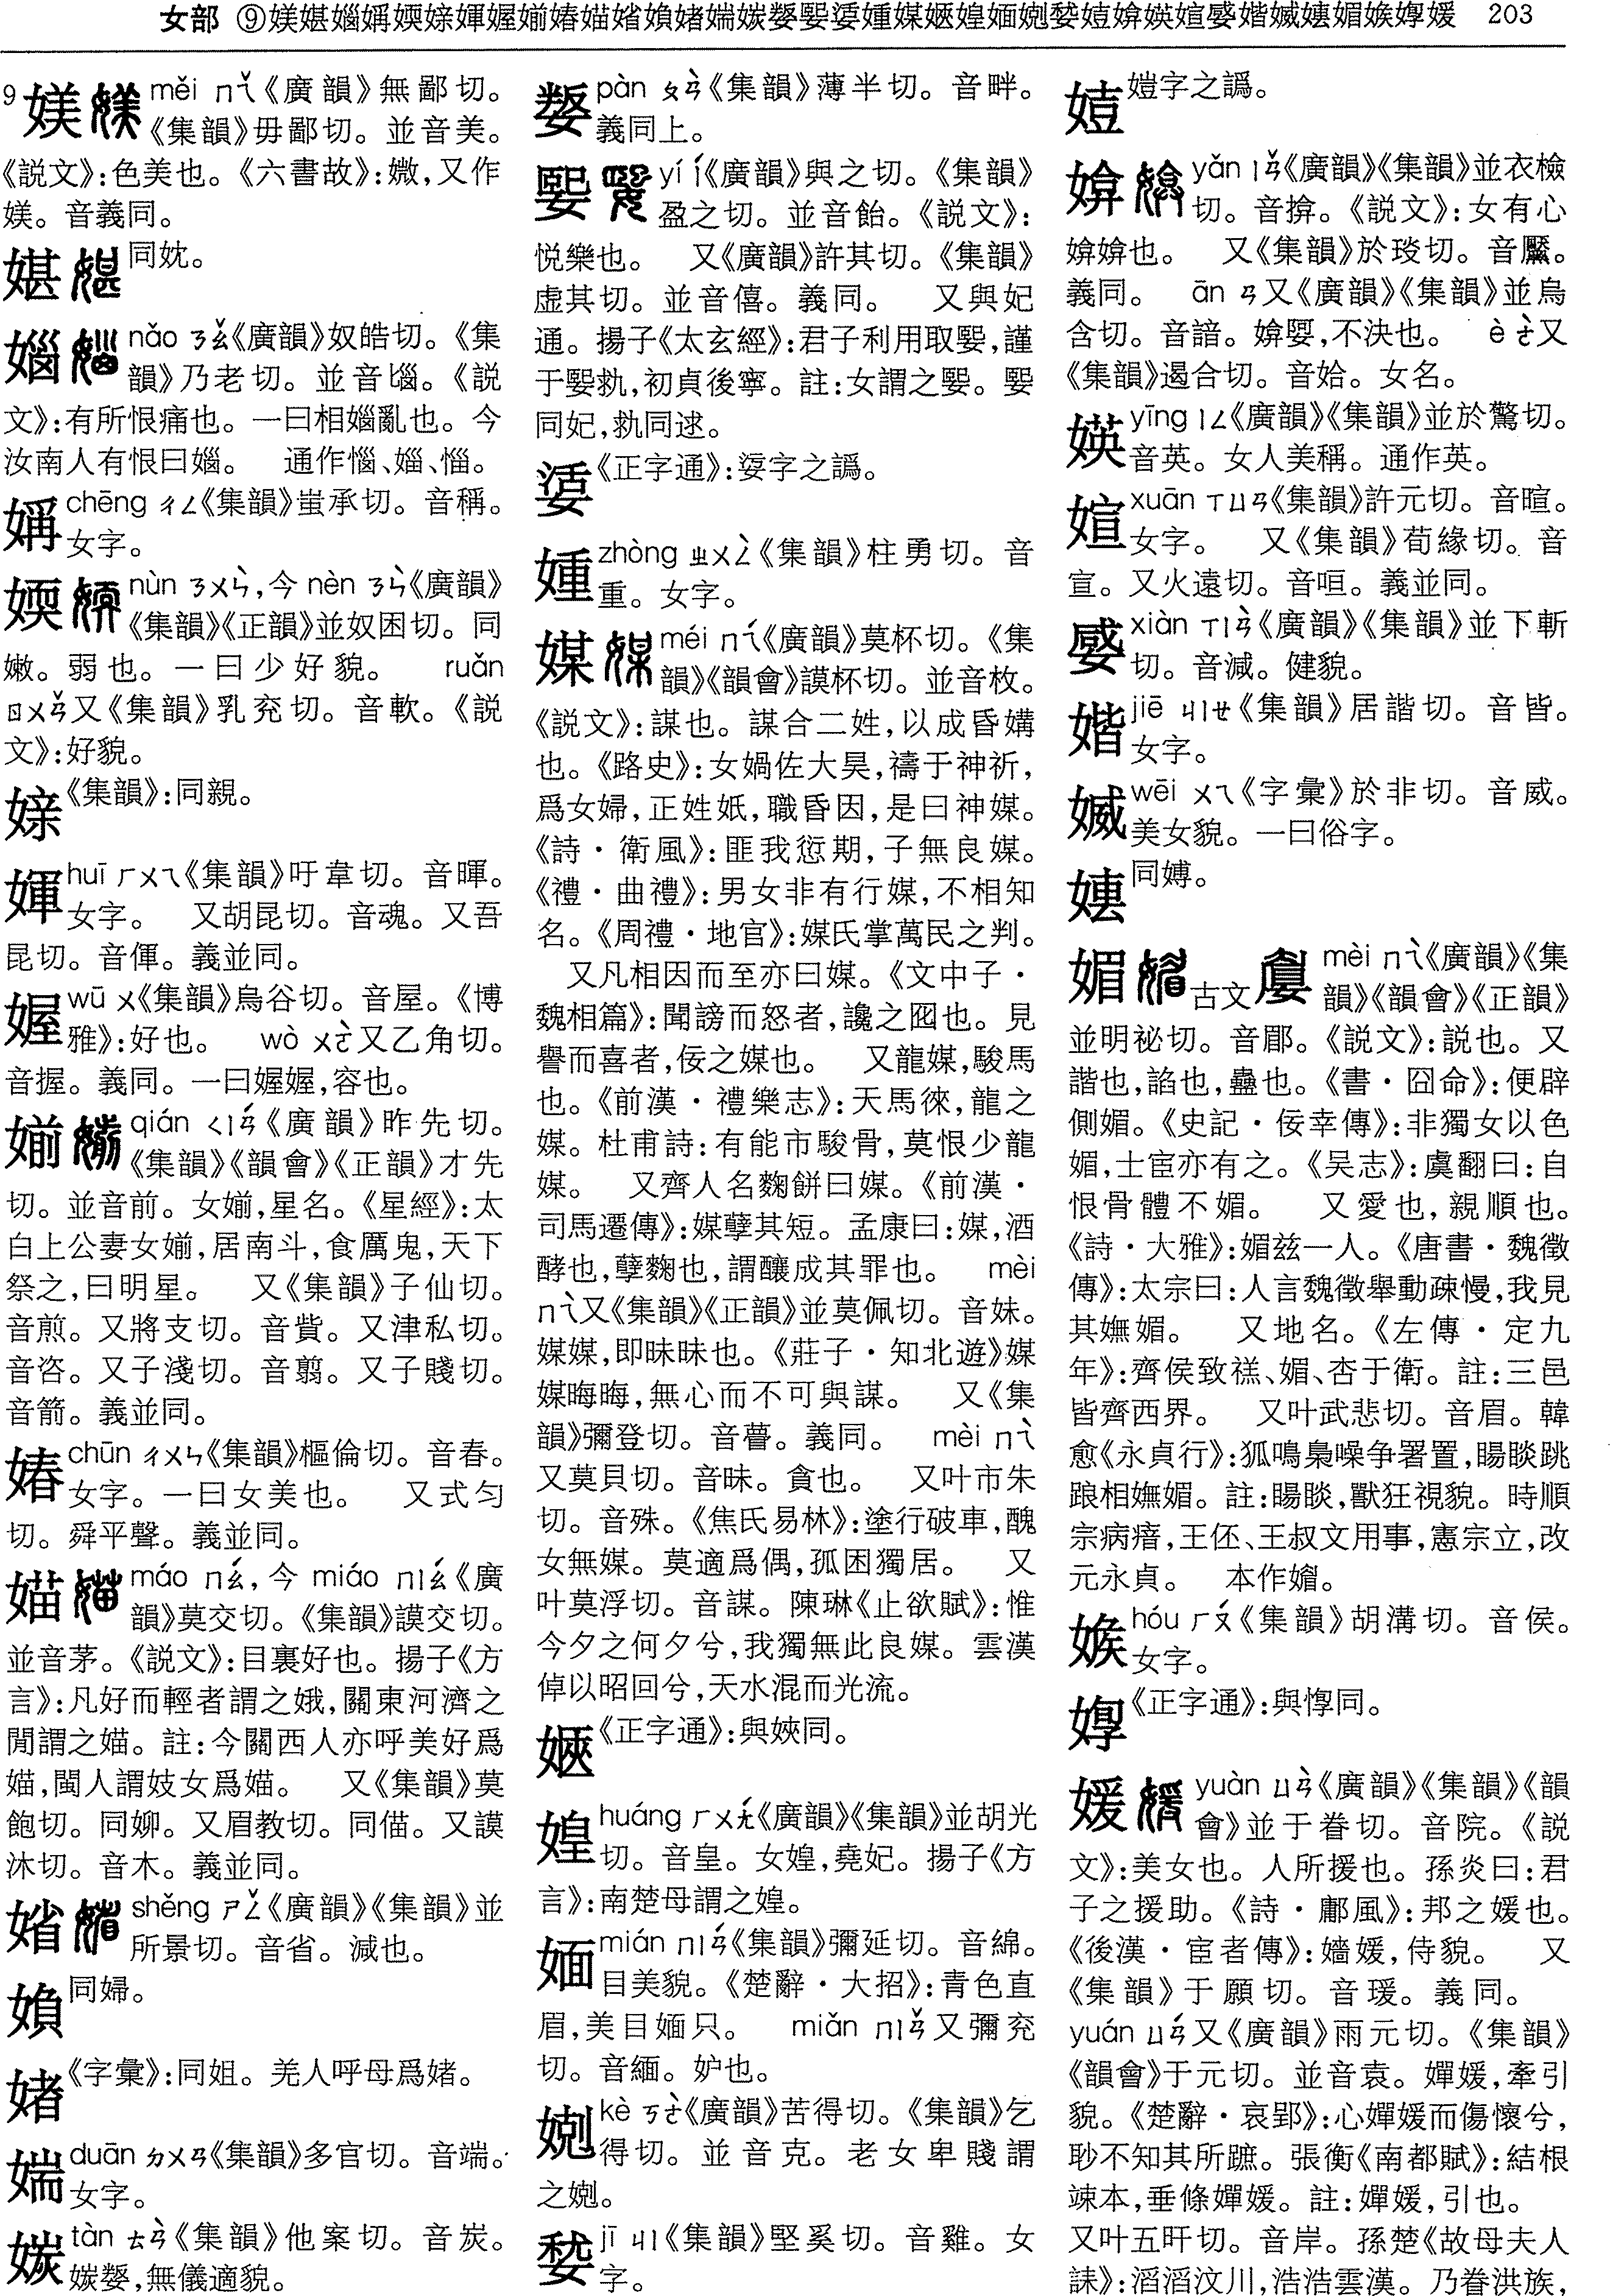 女部 ⑨媄媅媹媋婣媆媇媈媉媊媋媌媘媍媎媏媙媻媐媝媑媒媔媓媔媿媈媗媕媖媗媘媨媙媜媚媢媜媛 203
9 媄 měi ㄇㄟˇ《廣韻》無鄙切。
《集韻》毋鄙切。並音美。
《説文》:色美也。《六書故》:媺,又作
媄。音義同。
媅 同妉。
nǎo ㄋㄠˇ《廣韻》奴皓切。《集
韻》乃老切。並音𡺲。《説
文》:有所恨痛也。一曰相㛴亂也。今
汝南人有恨曰㛴。 通作惱、㛴、㥀。
chēng ㄔㄥ《集韻》蚩承切。音稱。
女字。
媆 nùn ㄋㄨㄣˋ,今 nèn ㄋㄣˋ《廣韻》
《集韻》《正韻》並奴困切。同
嫩。弱也。一曰少好貌。 ruǎn
ㄖㄨㄢˇ又《集韻》乳兗切。音軟。《説
文》:好貌。
媇《集韻》:同親。
媈 huī ㄏㄨㄟ《集韻》吁韋切。音暉。
女字。 又胡昆切。音魂。又吾
昆切。音僤。義並同。
媉 wū ㄨ《集韻》烏谷切。音屋。《博
雅》:好也。 wò ㄨㄛˋ又乙角切。
音握。義同。一曰媉媉,容也。
媊 qián ㄑㄧㄢˊ《廣韻》昨先切。
《集韻》《韻會》《正韻》才先
切。並音前。女媊,星名。《星經》:太
白上公妻女媊,居南斗,食厲鬼,天下
祭之,曰明星。 又《集韻》子仙切。
音煎。又將支切。音貲。又津私切。
音咨。又子淺切。音翦。又子賤切。
音箭。義並同。
媋 chūn ㄔㄨㄣ《集韻》樞倫切。音春。
女字。一曰女美也。 又式匀
切。舜平聲。義並同。
媌 máo ㄇㄠˊ,今 miáo ㄇㄧㄠˊ《廣
韻》莫交切。《集韻》謨交切。
並音茅。《説文》:目裏好也。揚子《方
言》:凡好而輕者謂之娥,關東河濟之
閒謂之媌。註:今關西人亦呼美好爲
媌,閩人謂妓女爲媌。 又《集韻》莫
飽切。同㛅。又眉教切。同㑤。又謨
沐切。音木。義並同。
媘 shěng ㄕㄥˇ《廣韻》《集韻》並
所景切。音省。減也。
媍 同婦。
媎《字彙》:同姐。羌人呼母爲媎。
媏 duān ㄉㄨㄢ《集韻》多官切。音端。
女字。
tàn ㄊㄢˋ《集韻》他案切。音炭。
㛶媻,無儀適貌。
pàn ㄆㄢˋ《集韻》薄半切。音畔。
義同上。
媐 yí ㄧˊ《廣韻》與之切。《集韻》
盈之切。並音飴。《説文》:
悦樂也。 又《廣韻》許其切。《集韻》
虚其切。並音僖。義同。 又與妃
通。揚子《太玄經》:君子利用取媐,謹
于媐㐜,初貞後寧。註:女謂之媐。媐
同妃,㐜同逑。
《正字通》:婜字之譌。
媑 zhòng ㄓㄨㄥˋ《集韻》柱勇切。音
重。女字。
媒 méi ㄇㄟˊ《廣韻》莫杯切。《集
韻》《韻會》謨杯切。並音枚。
《説文》:謀也。謀合二姓,以成昏媾
也。《路史》:女媧佐太昊,禱于神祈,
爲女婦,正姓妷,職昏因,是曰神媒。
《詩·衛風》:匪我愆期,子無良媒。
《禮·曲禮》:男女非有行媒,不相知
名。《周禮·地官》:媒氏掌萬民之判。
又凡相因而至亦曰媒。《文中子·
魏相篇》:聞謗而怒者,讒之囮也。見
譽而喜者,佞之媒也。 又龍媒,駿馬
也。《前漢·禮樂志》:天馬徠,龍之
媒。杜甫詩:有能市駿骨,莫恨少龍
媒。 又齊人名麴餅曰媒。《前漢·
司馬遷傳》:媒孽其短。孟康曰:媒,酒
酵也,孽麴也,謂釀成其罪也。 mèi
ㄇㄟˋ又《集韻》《正韻》並莫佩切。音妹。
媒媒,即昧昧也。《莊子·知北遊》媒
媒晦晦,無心而不可與謀。 又《集
韻》彌登切。音瞢。義同。 mèi ㄇㄟˋ
又莫貝切。音昧。貪也。 又叶市朱
切。音殊。《焦氏易林》:塗行破車,醜
女無媒。莫適爲偶,孤困獨居。 又
叶莫浮切。音謀。陳琳《止欲賦》:惟
今夕之何夕兮,我獨無此良媒。雲漢
倬以昭回兮,天水混而光流。
《正字通》:與㛍同。
媓 huáng ㄏㄨㄤˊ《廣韻》《集韻》並胡光
切。音皇。女媓,堯妃。揚子《方
言》:南楚母謂之媓。
媔 mián ㄇㄧㄢˊ《集韻》彌延切。音綿。
目美貌。《楚辭·大招》:青色直
眉,美目媔只。 miǎn ㄇㄧㄢˇ又彌兖
切。音緬。妒也。
kè ㄎㄜˋ《廣韻》苦得切。《集韻》乞
得切。並音克。老女卑賤謂
之㛳。
jī ㄐㄧ《集韻》堅奚切。音雞。女
字。
嬄字之譌。
媕 yǎn ㄧㄢˇ《廣韻》《集韻》並衣檢
切。音揜。《説文》:女有心
媕媕也。 又《集韻》於琰切。音黶。
義同。 ān ㄢ又《廣韻》《集韻》並烏
含切。音諳。媕娿,不決也。 è ㄜˋ又
《集韻》遏合切。音姶。女名。
媖 yīng ㄧㄥ《廣韻》《集韻》並於驚切。
音英。女人美稱。通作英。
媗 xuān ㄒㄩㄢ《集韻》許元切。音暄。
女字。 又《集韻》荀緣切。音
宣。又火遠切。音咺。義並同。
xiàn ㄒㄧㄢˋ《廣韻》《集韻》並下斬
切。音減。健貌。
jiē ㄐㄧㄝ《集韻》居諧切。音皆。
女字。
媙 wēi ㄨㄟ《字彙》於非切。音威。
美女貌。一曰俗字。
同嫥。
媚 古文 mèi ㄇㄟˋ《廣韻》《集
韻》《韻會》《正韻》
並明祕切。音郿。《説文》:説也。又
諧也,諂也,蠱也。《書·冏命》:便辟
側媚。《史記·佞幸傳》:非獨女以色
媚,士宦亦有之。《吴志》:虞翻曰:自
恨骨體不媚。 又愛也,親順也。
《詩·大雅》:媚兹一人。《唐書·魏徵
傳》:太宗曰:人言魏徵舉動疎慢,我見
其嫵媚。 又地名。《左傳·定九
年》:齊侯致禚、媚、杏于衛。註:三邑
皆齊西界。 又叶武悲切。音眉。韓
愈《永貞行》:狐鳴梟噪争署置,睗睒跳
踉相嫵媚。註:睗睒,獸狂視貌。時順
宗病瘖,王伾、王叔文用事,憲宗立,改
元永貞。 本作媚。
hóu ㄏㄡˊ《集韻》胡溝切。音侯。
女字。
《正字通》:與惸同。
媛 yuàn ㄩㄢˋ《廣韻》《集韻》《韻
會》並于眷切。音院。《説
文》:美女也。人所援也。孫炎曰:君
子之援助。《詩·鄘風》:邦之媛也。
《後漢·宦者傳》:嬙媛,侍貌。 又
《集韻》于願切。音瑗。義同。
yuán ㄩㄢˊ又《廣韻》雨元切。《集韻》
《韻會》于元切。並音袁。嬋媛,牽引
貌。《楚辭·哀郢》:心嬋媛而傷懷兮,
眇不知其所蹠。張衡《南都賦》:結根
竦本,垂條嬋媛。註:嬋媛,引也。
又叶五旰切。音岸。孫楚《故母夫人
誄》:滔滔汶川,浩浩雲漢。乃眷洪族,